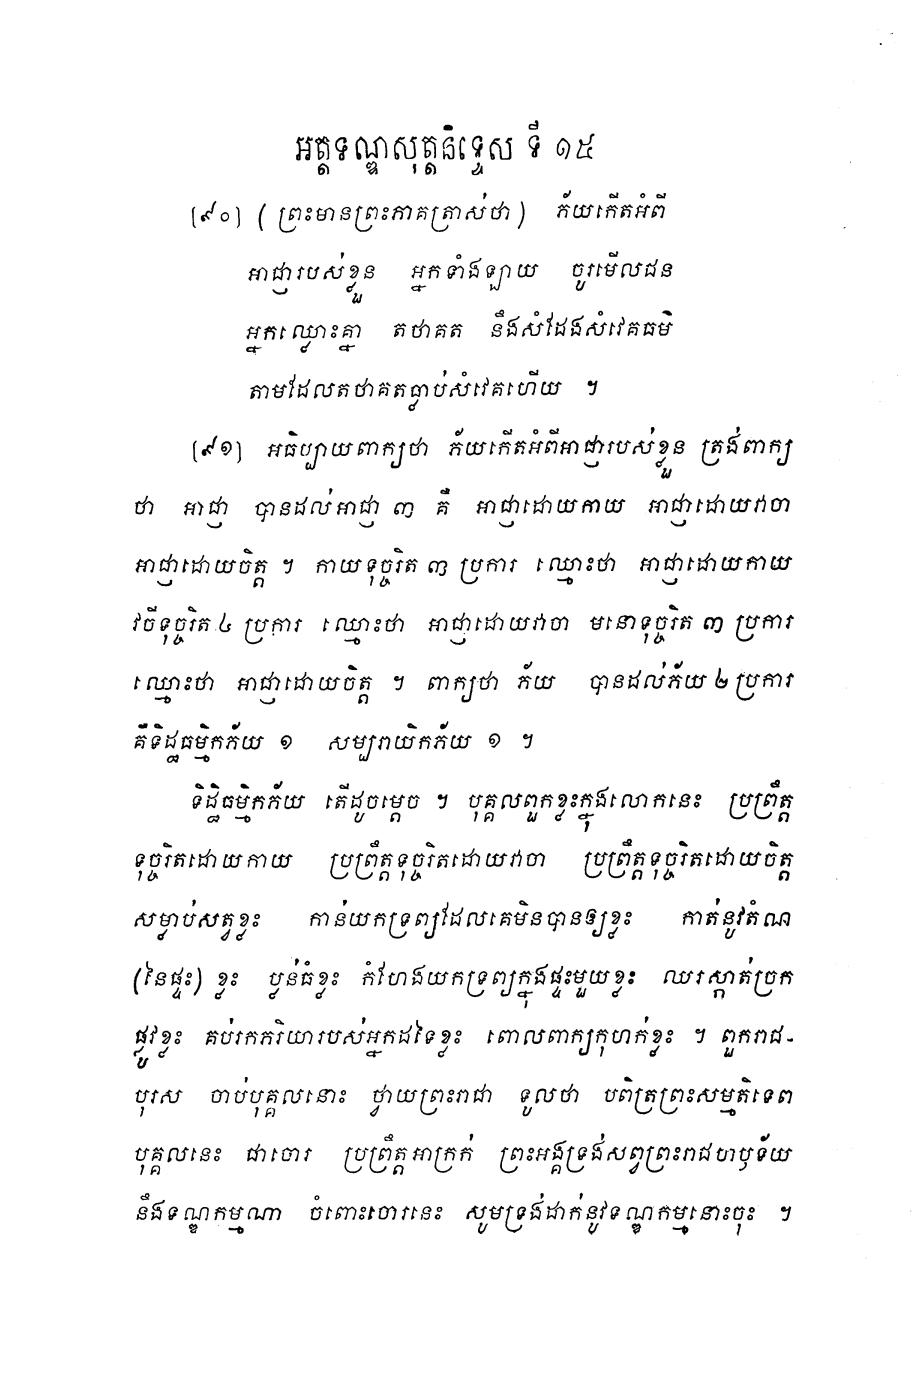 អត្តទណ្ឌសុត្តនិទ្ទេស ទី ១៥
(៩០) ( ព្រះមានព្រះភាគត្រាស់ថា ) ភ័យកើតអំពី
អាជ្ញារបស់ខ្លួន អ្នកទាំងឡាយ ចូរមើលជន
អ្នកឈ្លោះគ្នា តថាគត នឹងសំដែងសំវេគធម៌
តាមដែលតថាគតធ្លាប់សំវេគហើយ ។
(៩១) អធិប្បាយពាក្យថា ភ័យកើតអំពីអាជ្ញារបស់ខ្លួន ត្រង់ពាក្យ
ថា អាជ្ញា បានដល់អាជ្ញា ៣ គឺ អាជ្ញាដោយកាយ អាជ្ញាដោយវាចា
អាជ្ញាដោយចិត្ត ។ កាយទុច្ចរិត ៣ ប្រការ ឈ្មោះថា អាជ្ញាដោយកាយ
វចីទុច្ចរិត ៤ ប្រការ ឈ្មោះថា អាជ្ញាដោយវាចា មនោទុច្ចរិត ៣ ប្រការ
ឈ្មោះថា អាជ្ញាដោយចិត្ត ។ ពាក្យថា ភ័យ បានដល់ភ័យ ២ ប្រការ
គឺទិដ្ឋធម្មិកភ័យ ១ សម្បរាយិកភ័យ ១ ។
ទិដ្ឋិធម្មិកភ័យ តើដូចម្តេច ។ បុគ្គលពួកខ្លះក្នុងលោកនេះ ប្រព្រឹត្ត
ទុច្ចរិតដោយកាយ ប្រព្រឹត្តទុច្ចរិតដោយវាចា ប្រព្រឹត្តទុច្ចរិតដោយចិត្ត
សម្លាប់សត្វខ្លះ កាន់យកទ្រព្យដែលគេមិនបានឲ្យខ្លះ កាត់នូវតំណ
(នៃផ្ទះ) ខ្លះ ប្លន់ធំខ្លះ កំហែងយកទ្រព្យក្នុងផ្ទះមួយខ្លះ ឈរស្កាត់ច្រក
ផ្លូវខ្លះ គប់រកភរិយារបស់អ្នកដទៃខ្លះ ពោលពាក្យកុហក់ខ្លះ ។ ពួករាជ-
បុរស ចាប់បុគ្គលនោះ ថ្វាយព្រះរាជា ទូលថា បពិត្រព្រះសម្មតិទេព
បុគ្គលនេះ ជាចោរ ប្រព្រឹត្តអាក្រក់ ព្រះអង្គទ្រង់សព្វព្រះរាជហឫទ័យ
នឹងទណ្ឌកម្មណា ចំពោះចោរនេះ សូមទ្រង់ដាក់នូវទណ្ឌកម្មនោះចុះ ។